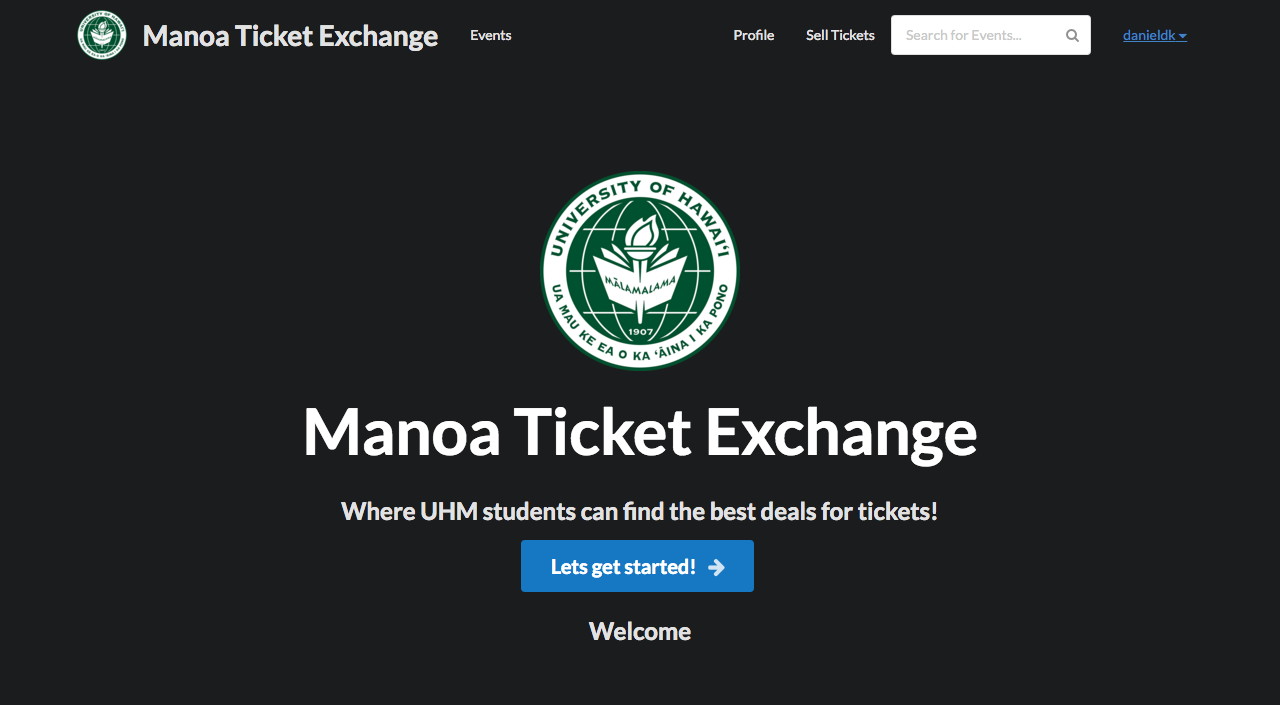 Manoa Ticket Exchange
Events
Profile
Sell Tickets
Search for Events...
danieldk
UNIVERSITY OF HAWAIʻI
MĀLAMALAMA
1907
UA MAU KE EA O KA ʻĀINA I KA PONO
Manoa Ticket Exchange
Where UHM students can find the best deals for tickets!
Lets get started!
Welcome